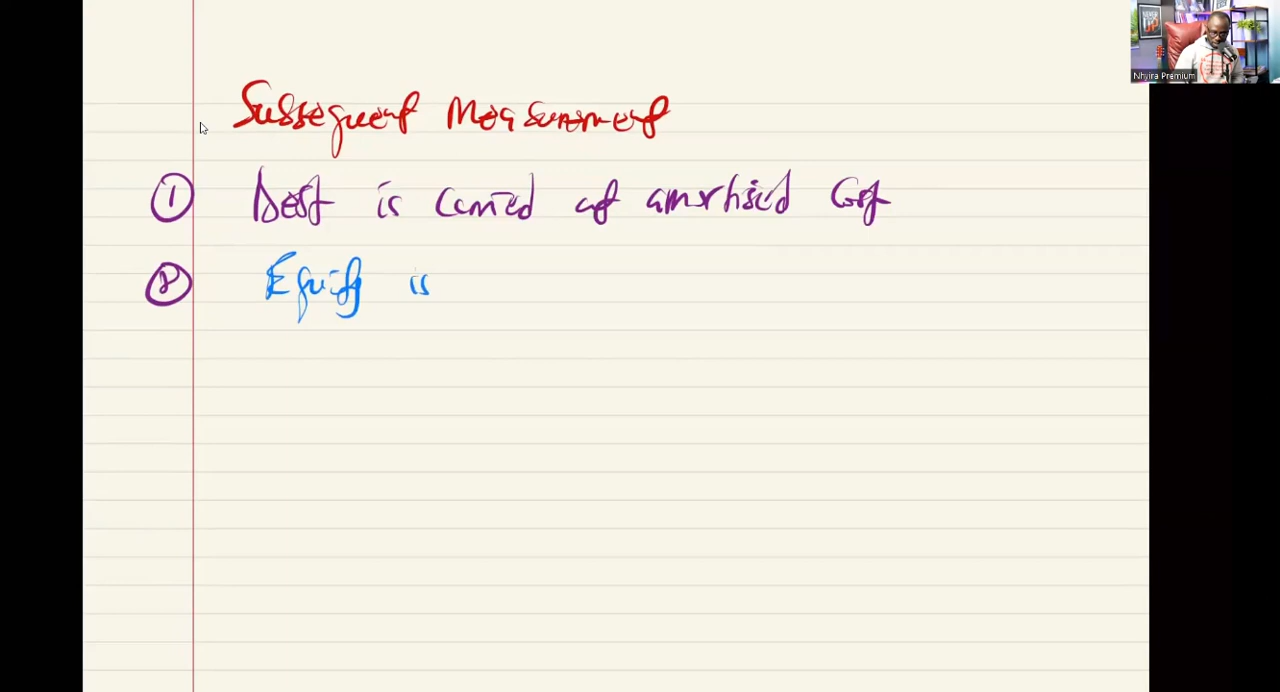 Nhyira Premium
Subsequent Measurement
① Debt is carried at amortised Cost
② Equity is